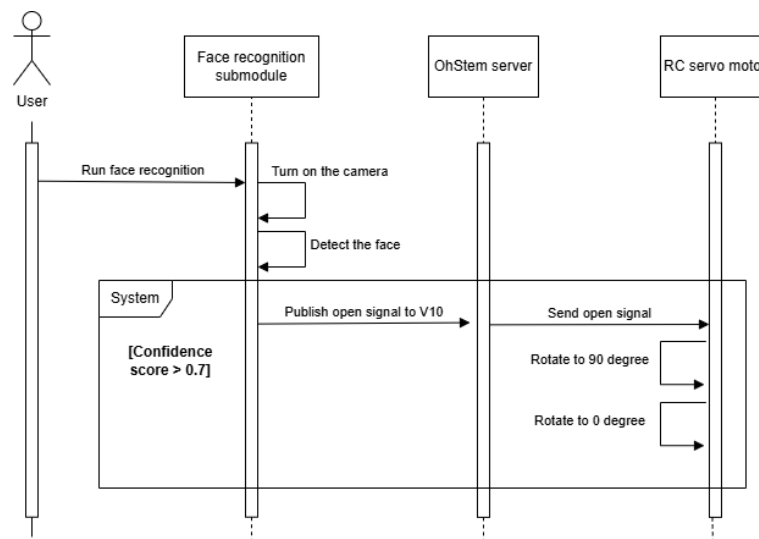 Face recognition
submodule
OhStem server
RC servo moto
User
Run face recognition
Turn on the camera
Detect the face
System
Publish open signal to V10
Send open signal
[Confidence
score > 0.7]
Rotate to 90 degree
Rotate to 0 degree